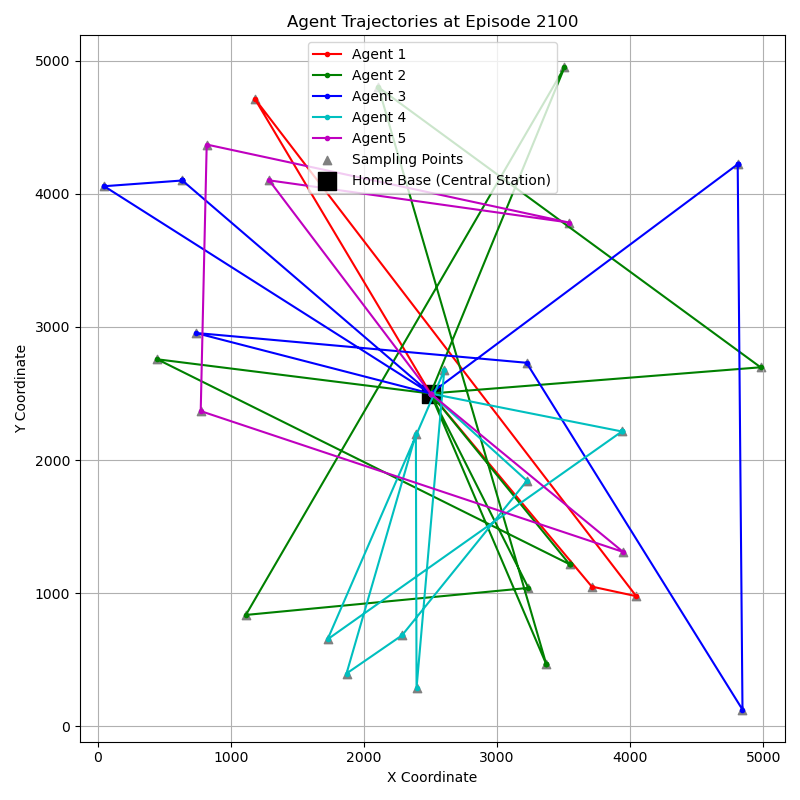 Agent Trajectories at Episode 2100
Agent 1
Agent 2
Agent 3
Agent 4
Agent 5
Sampling Points
Home Base (Central Station)
Y Coordinate
5000
4000
3000
2000
1000
0
0 1000 2000 3000 4000 5000
X Coordinate